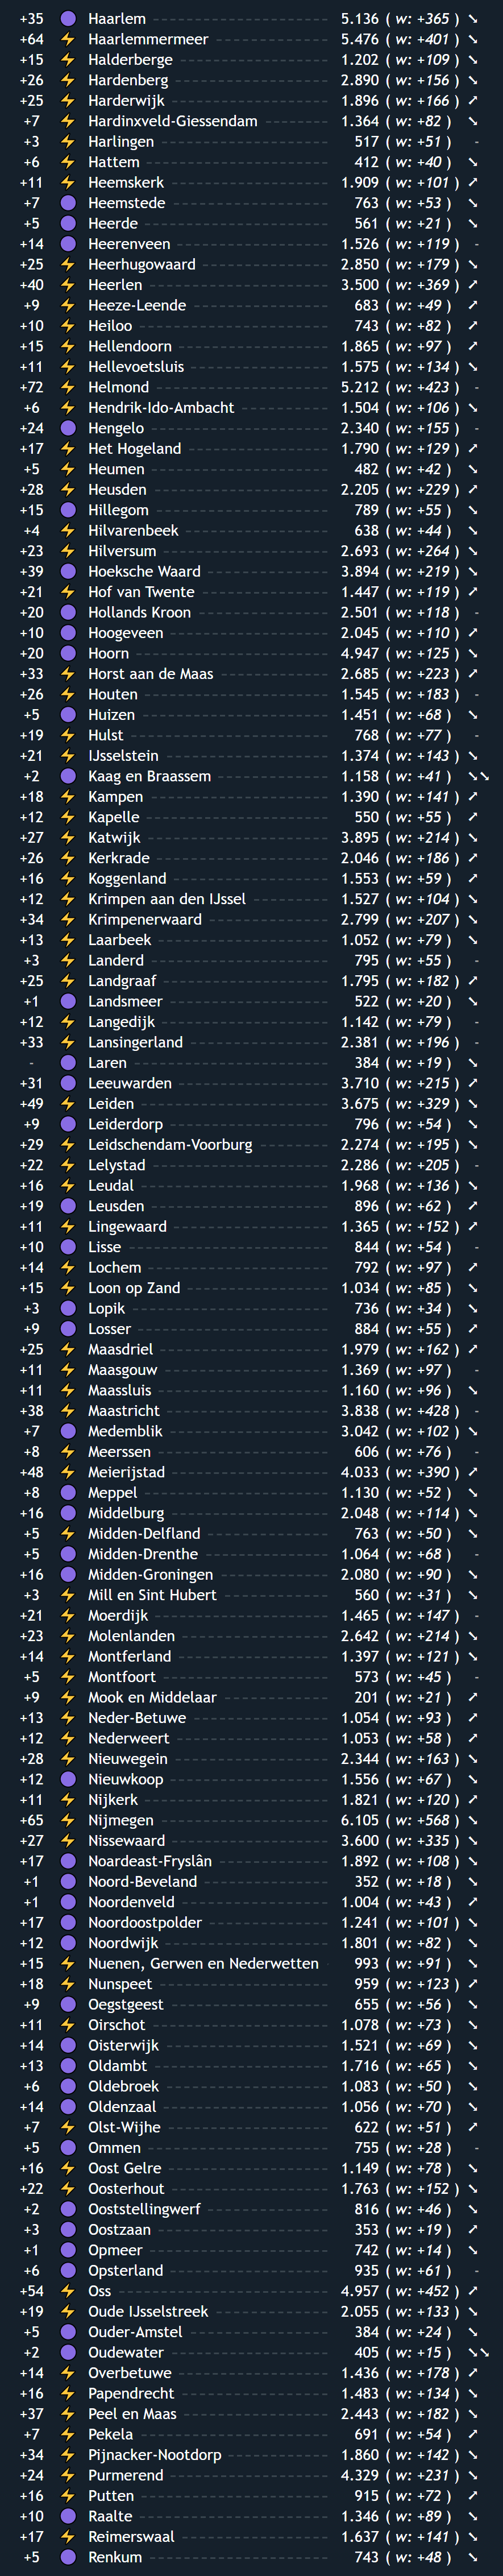 +35 Haarlem 5.136 ( w: +365 ) ➘
+64 Haarlemmermeer 5.476 ( w: +401 ) ➘
+15 Halderberge 1.202 ( w: +109 ) ➘
+26 Hardenberg 2.890 ( w: +156 ) ➘
+25 Harderwijk 1.896 ( w: +166 ) ➚
+7 Hardinxveld-Giessendam 1.364 ( w: +82 ) ➘
+3 Harlingen 517 ( w: +51 ) -
+6 Hattem 412 ( w: +40 ) ➘
+11 Heemskerk 1.909 ( w: +101 ) ➚
+7 Heemstede 763 ( w: +53 ) ➘
+5 Heerde 561 ( w: +21 ) ➘
+14 Heerenveen 1.526 ( w: +119 ) -
+25 Heerhugowaard 2.850 ( w: +179 ) ➘
+40 Heerlen 3.500 ( w: +369 ) ➚
+9 Heeze-Leende 683 ( w: +49 ) ➚
+10 Heiloo 743 ( w: +82 ) ➚
+15 Hellendoorn 1.865 ( w: +97 ) ➚
+11 Hellevoetsluis 1.575 ( w: +134 ) ➘
+72 Helmond 5.212 ( w: +423 ) -
+6 Hendrik-Ido-Ambacht 1.504 ( w: +106 ) ➘
+24 Hengelo 2.340 ( w: +155 ) -
+17 Het Hogeland 1.790 ( w: +129 ) ➚
+5 Heumen 482 ( w: +42 ) ➘
+28 Heusden 2.205 ( w: +229 ) ➚
+15 Hillegom 789 ( w: +55 ) ➘
+4 Hilvarenbeek 638 ( w: +44 ) ➘
+23 Hilversum 2.693 ( w: +264 ) ➘
+39 Hoeksche Waard 3.894 ( w: +219 ) ➘
+21 Hof van Twente 1.447 ( w: +119 ) ➚
+20 Hollands Kroon 2.501 ( w: +118 ) -
+10 Hoogeveen 2.045 ( w: +110 ) ➚
+20 Hoorn 4.947 ( w: +125 ) ➘
+33 Horst aan de Maas 2.685 ( w: +223 ) ➚
+26 Houten 1.545 ( w: +183 ) -
+5 Huizen 1.451 ( w: +68 ) ➘
+19 Hulst 768 ( w: +77 ) -
+21 IJsselstein 1.374 ( w: +143 ) ➘
+2 Kaag en Braassem 1.158 ( w: +41 ) ➘➘
+18 Kampen 1.390 ( w: +141 ) ➚
+12 Kapelle 550 ( w: +55 ) ➚
+27 Katwijk 3.895 ( w: +214 ) ➘
+26 Kerkrade 2.046 ( w: +186 ) ➚
+16 Koggenland 1.553 ( w: +59 ) ➚
+12 Krimpen aan den IJssel 1.527 ( w: +104 ) ➘
+34 Krimpenerwaard 2.799 ( w: +207 ) ➘
+13 Laarbeek 1.052 ( w: +79 ) ➘
+3 Landerd 795 ( w: +55 ) -
+25 Landgraaf 1.795 ( w: +182 ) ➚
+1 Landsmeer 522 ( w: +20 ) ➘
+12 Langedijk 1.142 ( w: +79 ) -
+33 Lansingerland 2.381 ( w: +196 ) -
- Laren 384 ( w: +19 ) ➘
+31 Leeuwarden 3.710 ( w: +215 ) ➚
+49 Leiden 3.675 ( w: +329 ) ➘
+9 Leiderdorp 796 ( w: +54 ) ➘
+29 Leidschendam-Voorburg 2.274 ( w: +195 ) ➘
+22 Lelystad 2.286 ( w: +205 ) -
+16 Leudal 1.968 ( w: +136 ) ➘
+19 Leusden 896 ( w: +62 ) ➚
+11 Lingewaard 1.365 ( w: +152 ) ➚
+10 Lisse 844 ( w: +54 ) -
+14 Lochem 792 ( w: +97 ) ➚
+15 Loon op Zand 1.034 ( w: +85 ) ➘
+3 Lopik 736 ( w: +34 ) ➘
+9 Losser 884 ( w: +55 ) ➚
+25 Maasdriel 1.979 ( w: +162 ) ➚
+11 Maasgouw 1.369 ( w: +97 ) -
+11 Maassluis 1.160 ( w: +96 ) ➘
+38 Maastricht 3.838 ( w: +428 ) -
+7 Medemblik 3.042 ( w: +102 ) ➘
+8 Meerssen 606 ( w: +76 ) -
+48 Meierijstad 4.033 ( w: +390 ) ➚
+8 Meppel 1.130 ( w: +52 ) ➘
+16 Middelburg 2.048 ( w: +114 ) ➘
+5 Midden-Delfland 763 ( w: +50 ) ➘
+5 Midden-Drenthe 1.064 ( w: +68 ) -
+16 Midden-Groningen 2.080 ( w: +90 ) ➘
+3 Mill en Sint Hubert 560 ( w: +31 ) ➘
+21 Moerdijk 1.465 ( w: +147 ) -
+23 Molenlanden 2.642 ( w: +214 ) ➘
+14 Montferland 1.397 ( w: +121 ) ➘
+5 Montfoort 573 ( w: +45 ) -
+9 Mook en Middelaar 201 ( w: +21 ) ➚
+13 Neder-Betuwe 1.054 ( w: +93 ) ➚
+12 Nederweert 1.053 ( w: +58 ) ➚
+28 Nieuwegein 2.344 ( w: +163 ) ➘
+12 Nieuwkoop 1.556 ( w: +67 ) ➘
+11 Nijkerk 1.821 ( w: +120 ) ➚
+65 Nijmegen 6.105 ( w: +568 ) ➘
+27 Nissewaard 3.600 ( w: +335 ) ➘
+17 Noardeast-Fryslân 1.892 ( w: +108 ) ➘
+1 Noord-Beveland 352 ( w: +18 ) ➘
+1 Noordenveld 1.004 ( w: +43 ) ➚
+17 Noordoostpolder 1.241 ( w: +101 ) ➘
+12 Noordwijk 1.801 ( w: +82 ) ➘
+15 Nuenen, Gerwen en Nederwetten 993 ( w: +91 ) ➘
+18 Nunspeet 959 ( w: +123 ) ➚
+9 Oegstgeest 655 ( w: +56 ) ➘
+11 Oirschot 1.078 ( w: +73 ) ➘
+14 Oisterwijk 1.521 ( w: +69 ) ➘
+13 Oldambt 1.716 ( w: +65 ) ➘
+6 Oldebroek 1.083 ( w: +50 ) ➘
+14 Oldenzaal 1.056 ( w: +70 ) ➘
+7 Olst-Wijhe 622 ( w: +51 ) ➚
+5 Ommen 755 ( w: +28 ) -
+16 Oost Gelre 1.149 ( w: +78 ) ➘
+22 Oosterhout 1.763 ( w: +152 ) ➘
+2 Ooststellingwerf 816 ( w: +46 ) ➘
+3 Oostzaan 353 ( w: +19 ) ➚
+1 Opmeer 742 ( w: +14 ) ➘
+6 Opsterland 935 ( w: +61 ) -
+54 Oss 4.957 ( w: +452 ) ➚
+19 Oude IJsselstreek 2.055 ( w: +133 ) ➘
+5 Ouder-Amstel 384 ( w: +24 ) ➘
+2 Oudewater 405 ( w: +15 ) ➘➘
+14 Overbetuwe 1.436 ( w: +178 ) ➚
+16 Papendrecht 1.483 ( w: +134 ) ➘
+37 Peel en Maas 2.443 ( w: +182 ) ➘
+7 Pekela 691 ( w: +54 ) ➚
+34 Pijnacker-Nootdorp 1.860 ( w: +142 ) ➘
+24 Purmerend 4.329 ( w: +231 ) ➘
+16 Putten 915 ( w: +72 ) ➚
+10 Raalte 1.346 ( w: +89 ) ➘
+17 Reimerswaal 1.637 ( w: +141 ) ➘
+5 Renkum 743 ( w: +48 ) ➘